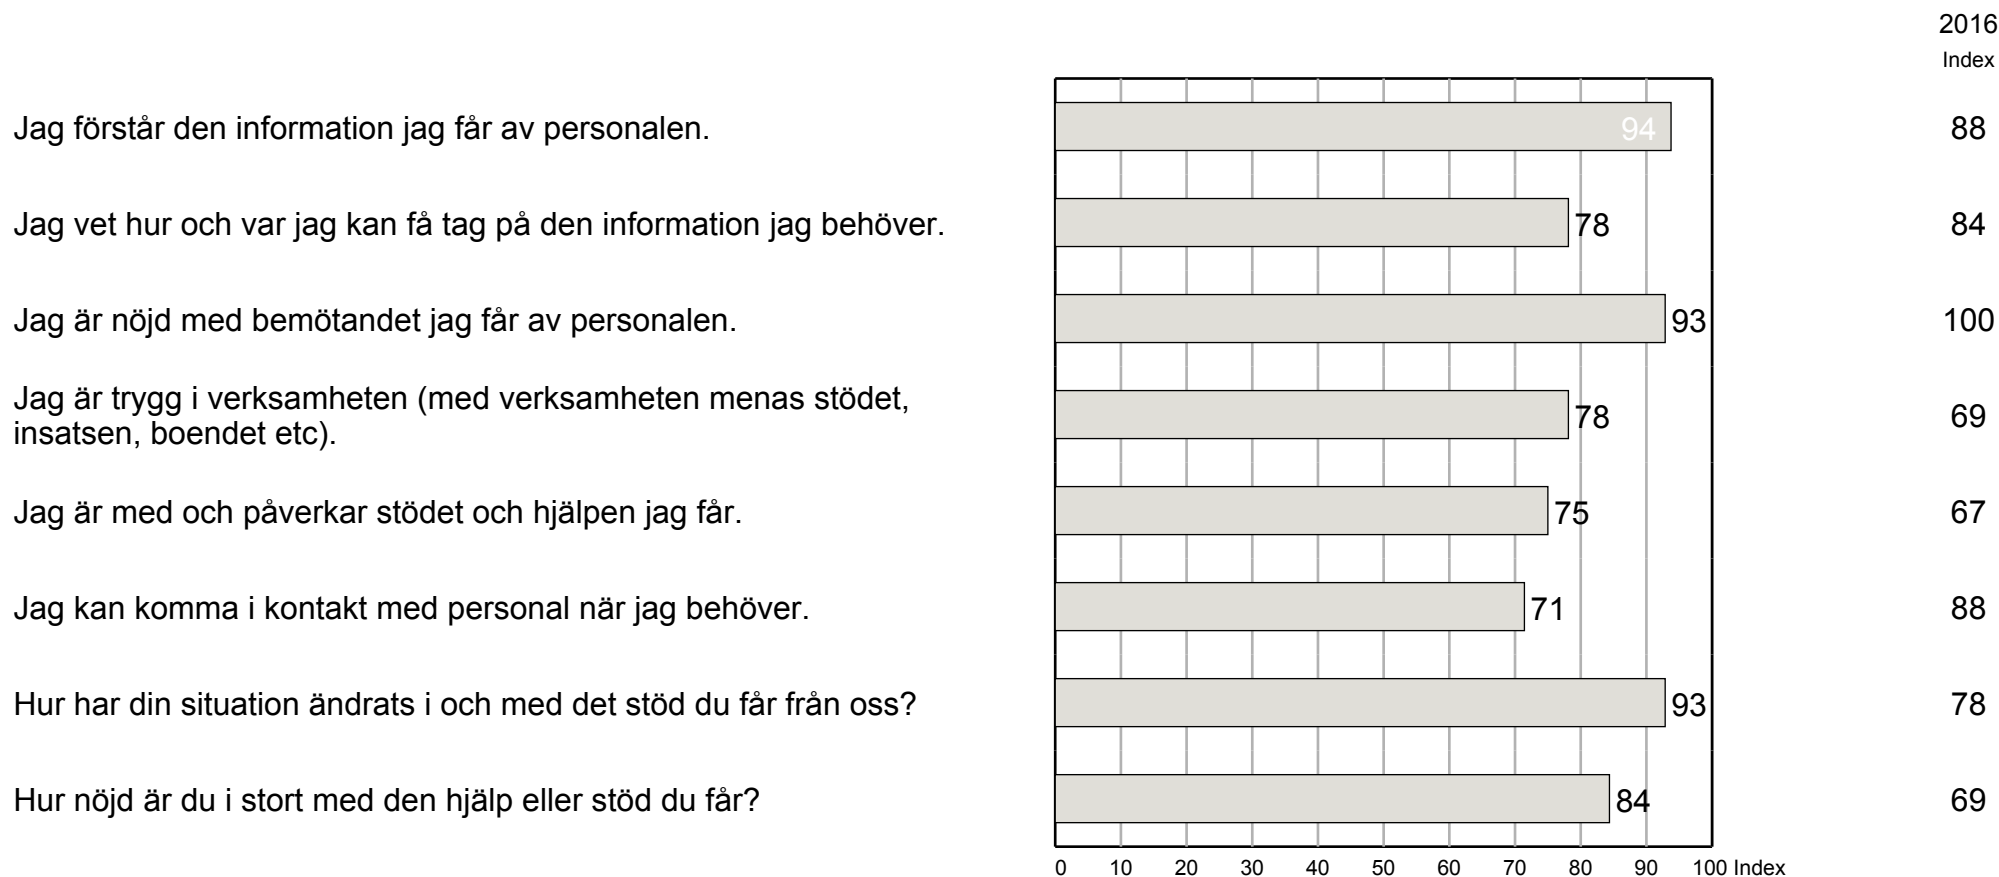 2016
Index
Jag förstår den information jag får av personalen. 94 88
Jag vet hur och var jag kan få tag på den information jag behöver. 78 84
Jag är nöjd med bemötandet jag får av personalen. 93 100
Jag är trygg i verksamheten (med verksamheten menas stödet,
insatsen, boendet etc). 78 69
Jag är med och påverkar stödet och hjälpen jag får. 75 67
Jag kan komma i kontakt med personal när jag behöver. 71 88
Hur har din situation ändrats i och med det stöd du får från oss? 93 78
Hur nöjd är du i stort med den hjälp eller stöd du får? 84 69
0 10 20 30 40 50 60 70 80 90 100 Index